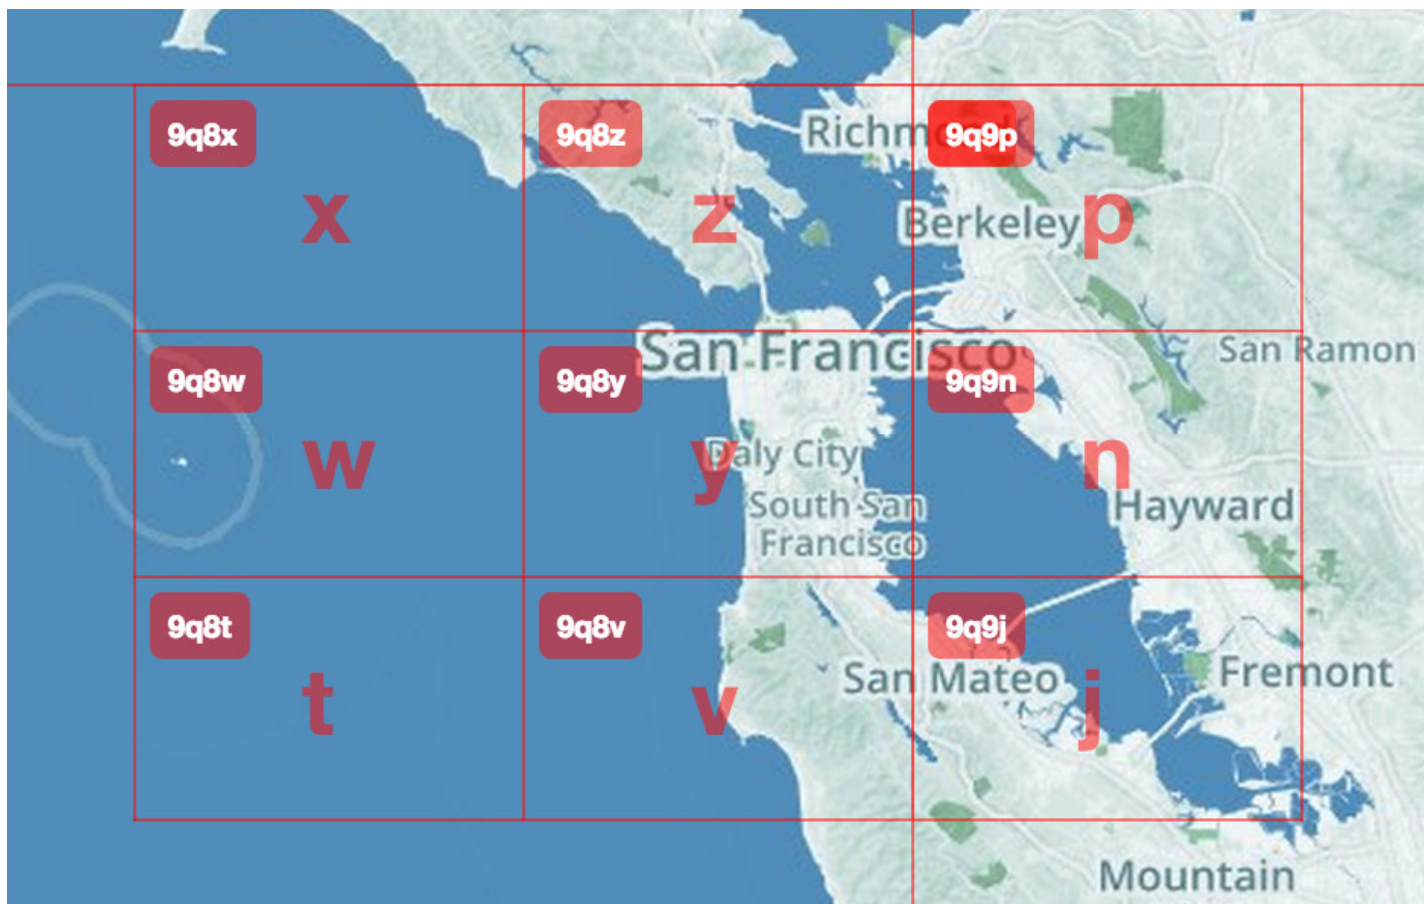 9q8x
9q8z
Richm
9q9p
x
z
Berkeley
p
San Francisco
San Ramon
9q8w
9q8y
9q9n
w
y
Daly City
n
South San
Francisco
Hayward
9q8t
9q8v
9q9j
San Mateo
Fremont
t
v
j
Mountain